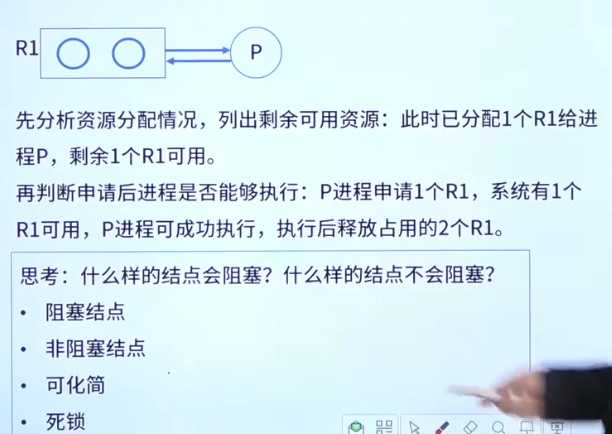 R1
P
先分析资源分配情况，列出剩余可用资源：此时已分配1个R1给进
程P，剩余1个R1可用。
再判断申请后进程是否能够执行：P进程申请1个R1，系统有1个
R1可用，P进程可成功执行，执行后释放占用的2个R1。
思考：什么样的结点会阻塞？什么样的结点不会阻塞？
• 阻塞结点
• 非阻塞结点
• 可化简
• 死锁